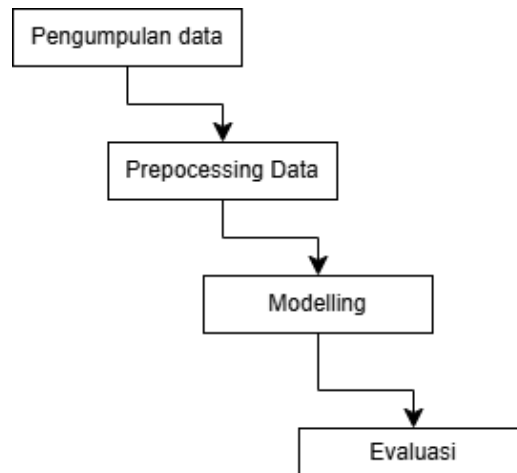 Pengumpulan data
Prepocessing Data
Modelling
Evaluasi